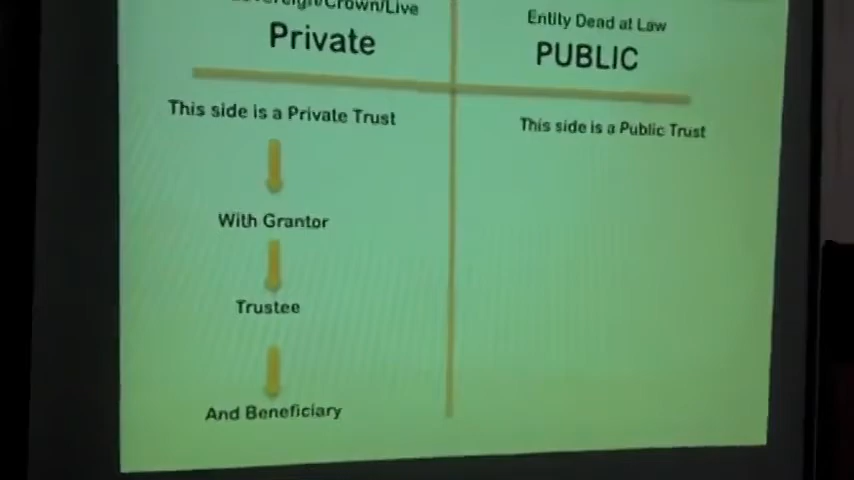 Private
This side is a Private Trust
With Grantor
Trustee
And Beneficiary
Entity Dead at Law
PUBLIC
This side is a Public Trust